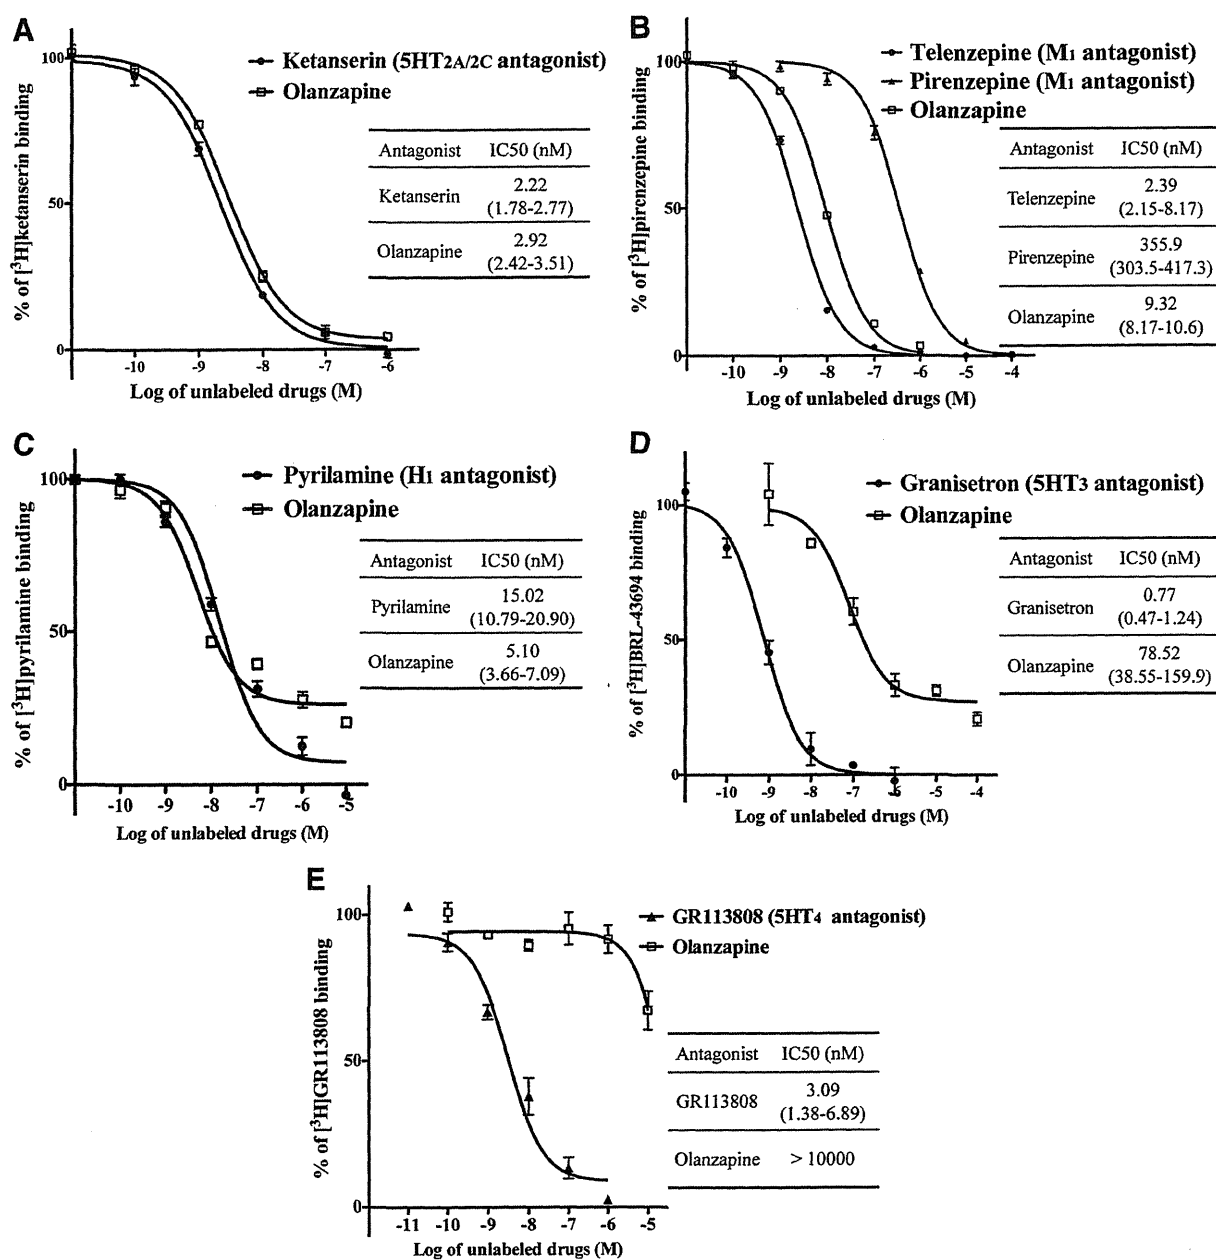 A
Ketanserin (5HT2A/2C antagonist)
Olanzapine
% of [³H]ketanserin binding
100
50
0
-10 -9 -8 -7 -6
Log of unlabeled drugs (M)
Antagonist IC50 (nM)
Ketanserin 2.22
(1.78-2.77)
Olanzapine 2.92
(2.42-3.51)
B
Telenzepine (M1 antagonist)
Pirenzepine (M1 antagonist)
Olanzapine
% of [³H]pirenzepine binding
100
50
0
-10 -9 -8 -7 -6 -5 -4
Log of unlabeled drugs (M)
Antagonist IC50 (nM)
Telenzepine 2.39
(2.15-8.17)
Pirenzepine 355.9
(303.5-417.3)
Olanzapine 9.32
(8.17-10.6)
C
Pyrilamine (H1 antagonist)
Olanzapine
% of [³H]pyrilamine binding
100
50
0
-10 -9 -8 -7 -6 -5
Log of unlabeled drugs (M)
Antagonist IC50 (nM)
Pyrilamine 15.02
(10.79-20.90)
Olanzapine 5.10
(3.66-7.09)
D
Granisetron (5HT3 antagonist)
Olanzapine
% of [³H]BRL-43694 binding
100
50
0
-10 -9 -8 -7 -6 -5 -4
Log of unlabeled drugs (M)
Antagonist IC50 (nM)
Granisetron 0.77
(0.47-1.24)
Olanzapine 78.52
(38.55-159.9)
E
GR113808 (5HT4 antagonist)
Olanzapine
% of [³H]GR113808 binding
100
50
0
-11 -10 -9 -8 -7 -6 -5
Log of unlabeled drugs (M)
Antagonist IC50 (nM)
GR113808 3.09
(1.38-6.89)
Olanzapine > 10000